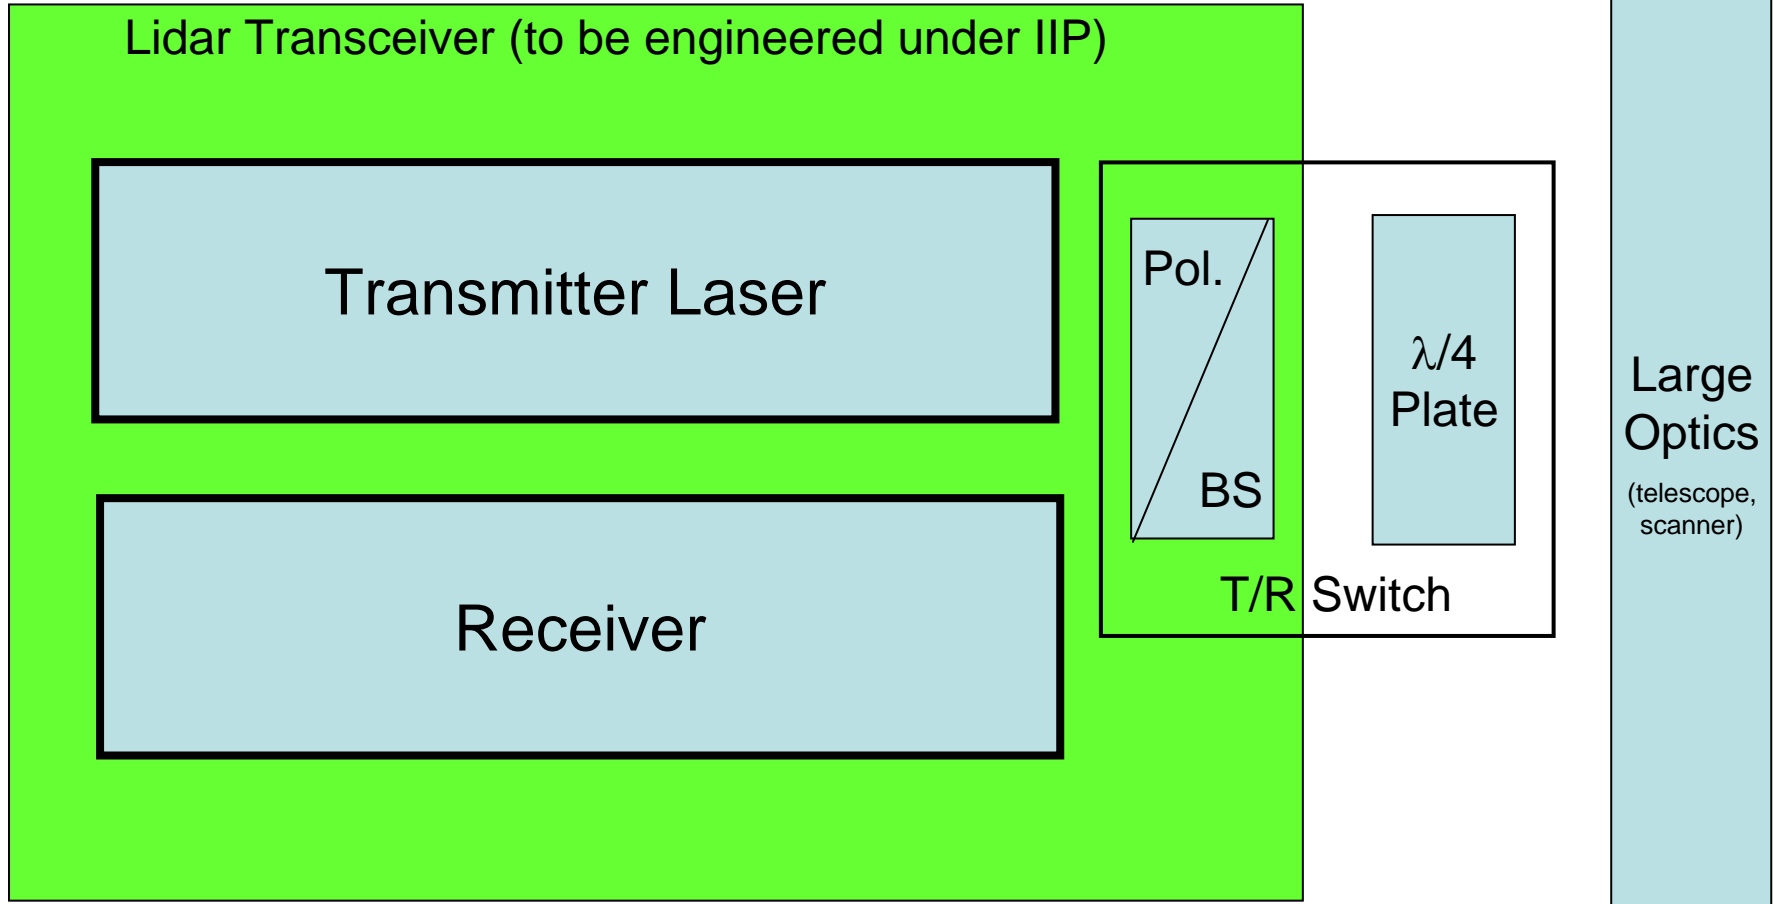 Lidar Transceiver (to be engineered under IIP)
Transmitter Laser
Receiver
Pol.
BS
λ/4
Plate
T/R Switch
Large
Optics
(telescope,
scanner)